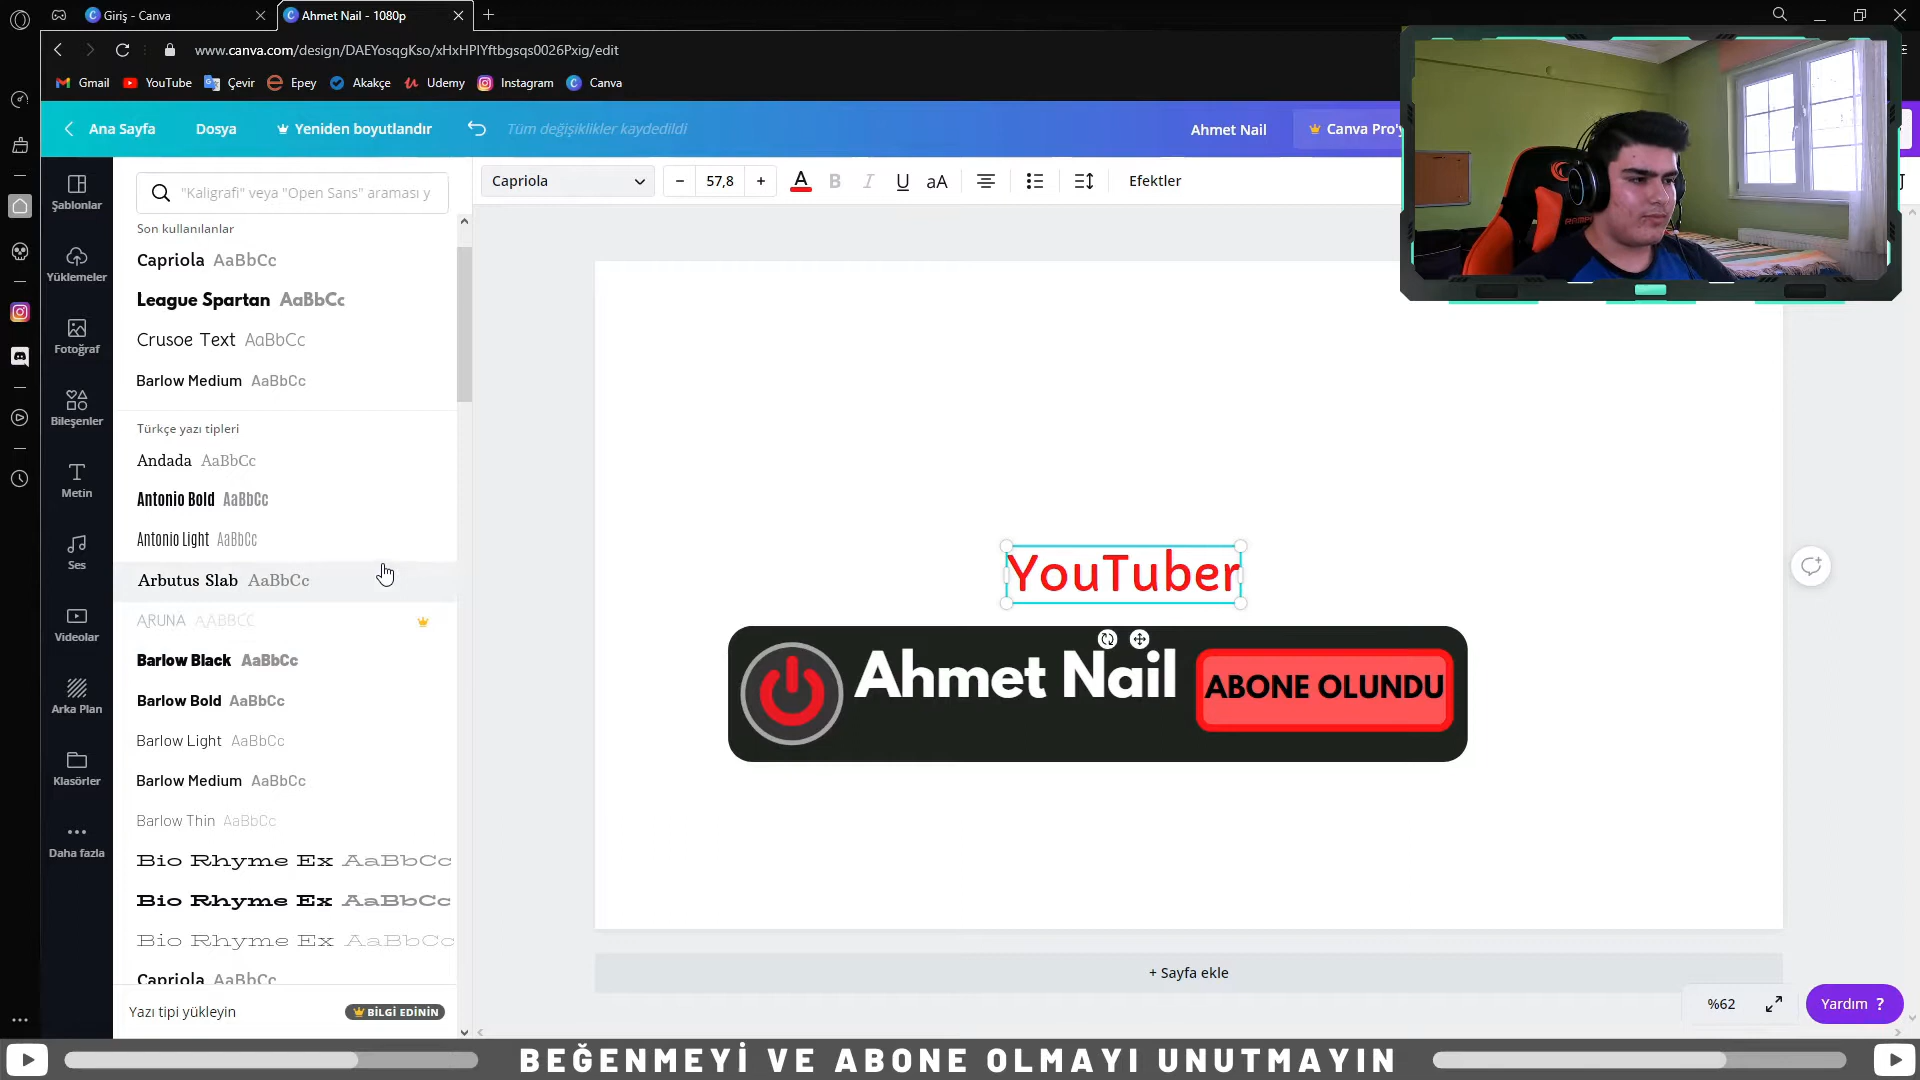 Giriş - Canva
Ahmet Nail - 1080p
www.canva.com/design/DAEYosqgKso/xHxHPIYftbgsqs0026Pxig/edit
Gmail YouTube Çevir Epey Akakçe Udemy Instagram Canva
Ana Sayfa Dosya Yeniden boyutlandır Tüm değişiklikler kaydedildi Ahmet Nail Canva Pro'y
Capriola 57,8 A B I U aA Efektler
"Kaligrafi" veya "Open Sans" araması y
Şablonlar
Yüklemeler
Fotoğraf
Bileşenler
Metin
Ses
Videolar
Arka Plan
Klasörler
Daha fazla
Son kullanılanlar
Capriola AaBbCc
League Spartan AaBbCc
Crusoe Text AaBbCc
Barlow Medium AaBbCc
Türkçe yazı tipleri
Andada AaBbCc
Antonio Bold AaBbCc
Antonio Light AaBbCc
Arbutus Slab AaBbCc
ARUNA AABBCC
Barlow Black AaBbCc
Barlow Bold AaBbCc
Barlow Light AaBbCc
Barlow Medium AaBbCc
Barlow Thin AaBbCc
Bio Rhyme Ex AaBbCc
Bio Rhyme Ex AaBbCc
Bio Rhyme Ex AaBbCc
Capriola AaBbCc
Yazı tipi yükleyin BİLGİ EDİNİN
YouTuber
Ahmet Nail ABONE OLUNDU
+ Sayfa ekle
%62 Yardım ?
BEĞENMEYİ VE ABONE OLMAYI UNUTMAYIN